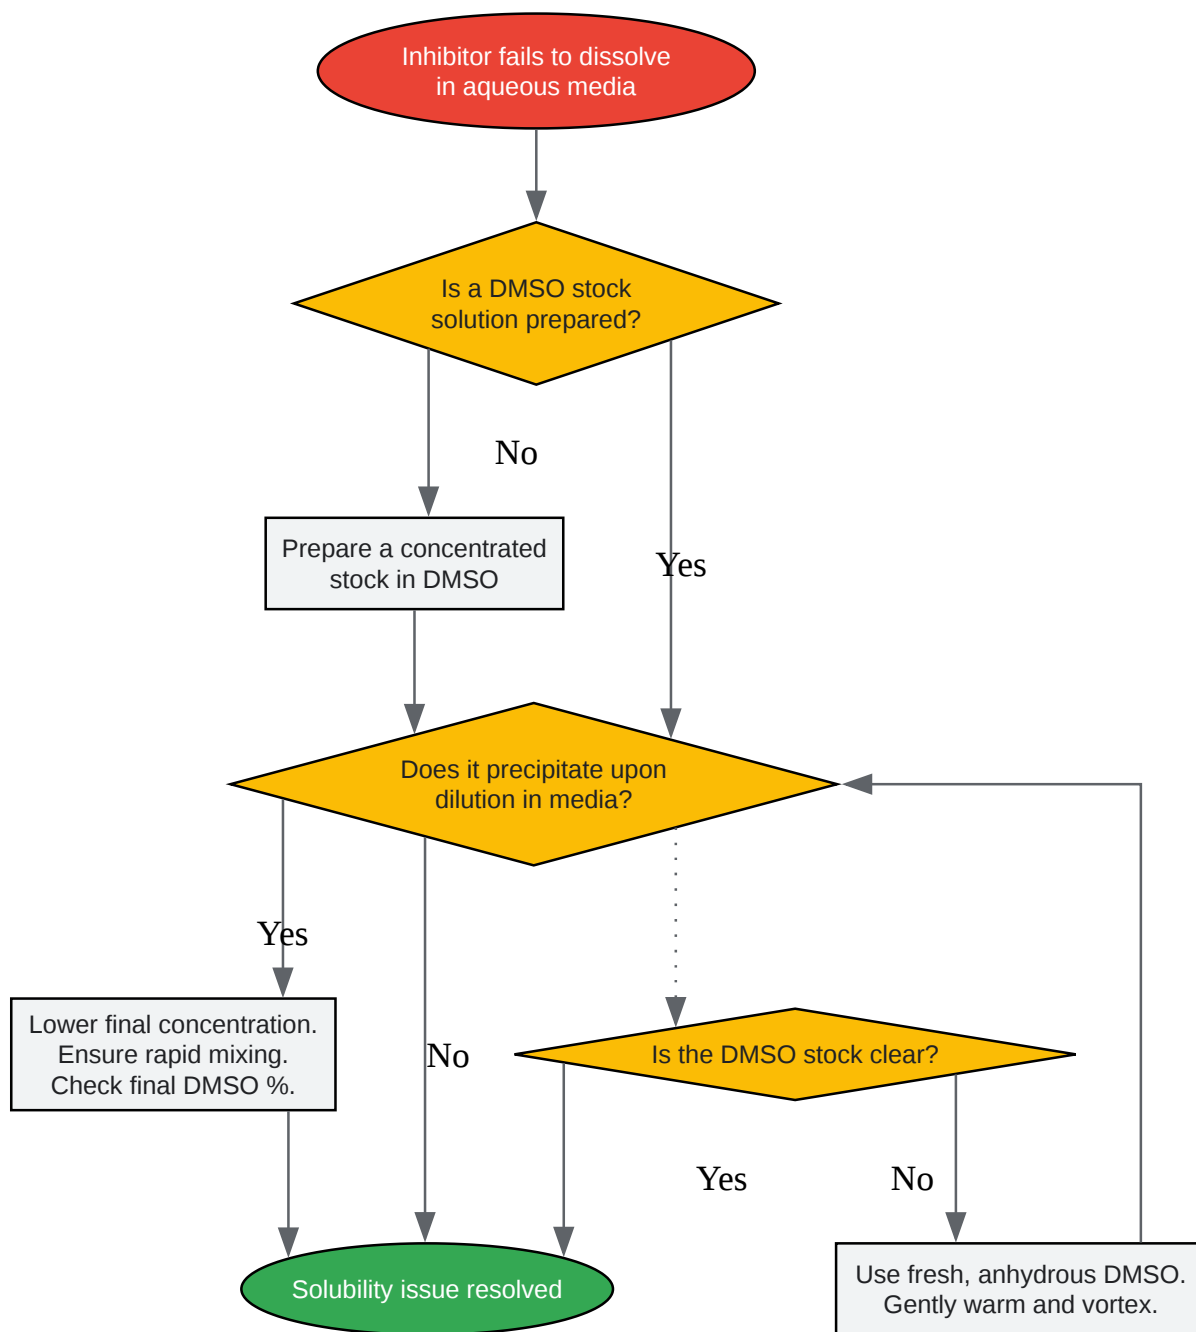 Inhibitor fails to dissolve
in aqueous media
Is a DMSO stock
solution prepared?
No
Prepare a concentrated
stock in DMSO
Yes
Does it precipitate upon
dilution in media?
Yes
Lower final concentration.
Ensure rapid mixing.
Check final DMSO %.
No
Is the DMSO stock clear?
Yes
No
Solubility issue resolved
Use fresh, anhydrous DMSO.
Gently warm and vortex.